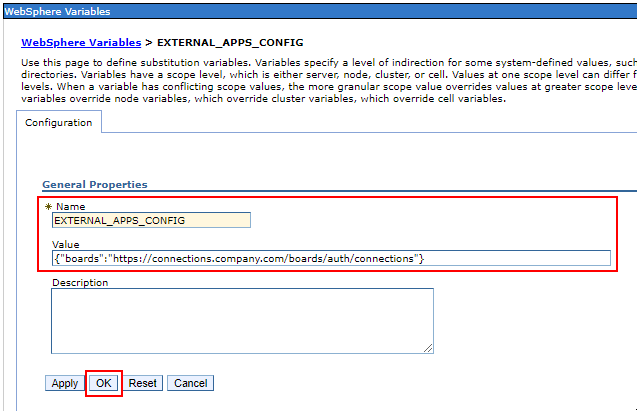 WebSphere Variables
WebSphere Variables > EXTERNAL_APPS_CONFIG
Use this page to define substitution variables. Variables specify a level of indirection for some system-defined values, suc
directories. Variables have a scope level, which is either server, node, cluster, or cell. Values at one scope level can differ f
levels. When a variable has conflicting scope values, the more granular scope value overrides values at greater scope leve
variables override node variables, which override cluster variables, which override cell variables.
Configuration
General Properties
* Name
EXTERNAL_APPS_CONFIG
Value
{"boards":"https://connections.company.com/boards/auth/connections"}
Description
Apply OK Reset Cancel